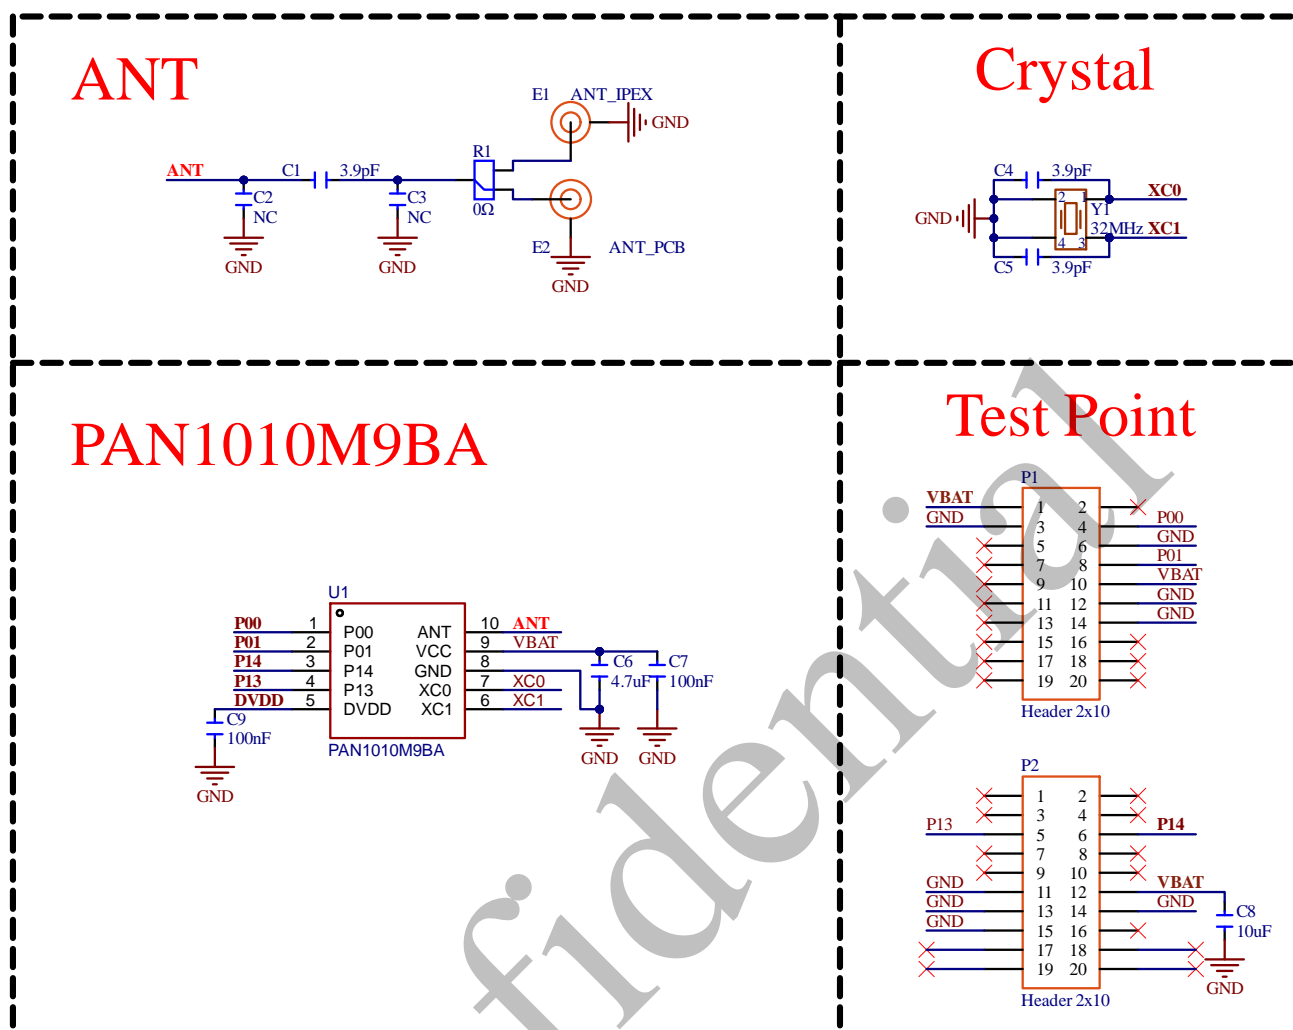 ANT
E1 ANT_IPEX
GND
R1
ANT C1 3.9pF
C2 C3
NC NC 0Ω
GND GND
E2 ANT_PCB
GND
Crystal
C4 3.9pF
2 1 XC0
GND Y1
32MHz XC1
4 3
C5 3.9pF
PAN1010M9BA
U1
P00 1 P00 ANT 10 ANT
P01 2 P01 VCC 9 VBAT
P14 3 P14 GND 8 C6 C7
P13 4 P13 XC0 7 XC0 4.7uF 100nF
DVDD 5 DVDD XC1 6 XC1
C9
100nF
PAN1010M9BA
GND GND
GND
Test Point
P1
VBAT 1 2
GND 3 4 P00
5 6 GND
7 8 P01
9 10 VBAT
11 12 GND
13 14 GND
15 16
17 18
19 20
Header 2x10
P2
1 2
3 4
P13 5 6 P14
7 8
9 10
GND 11 12 VBAT
GND 13 14 GND C8
GND 15 16 10uF
17 18
19 20
GND
Header 2x10
fidential